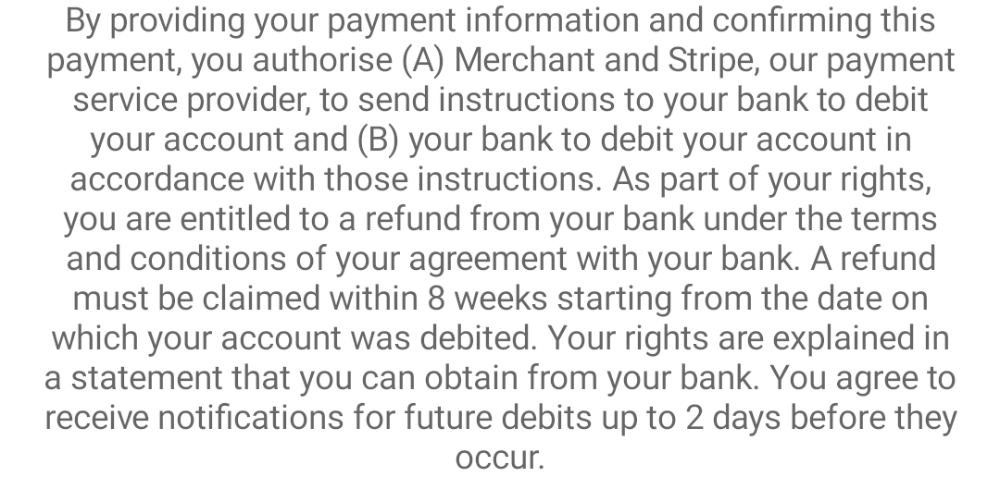 By providing your payment information and confirming this
payment, you authorise (A) Merchant and Stripe, our payment
service provider, to send instructions to your bank to debit
your account and (B) your bank to debit your account in
accordance with those instructions. As part of your rights,
you are entitled to a refund from your bank under the terms
and conditions of your agreement with your bank. A refund
must be claimed within 8 weeks starting from the date on
which your account was debited. Your rights are explained in
a statement that you can obtain from your bank. You agree to
receive notifications for future debits up to 2 days before they
occur.